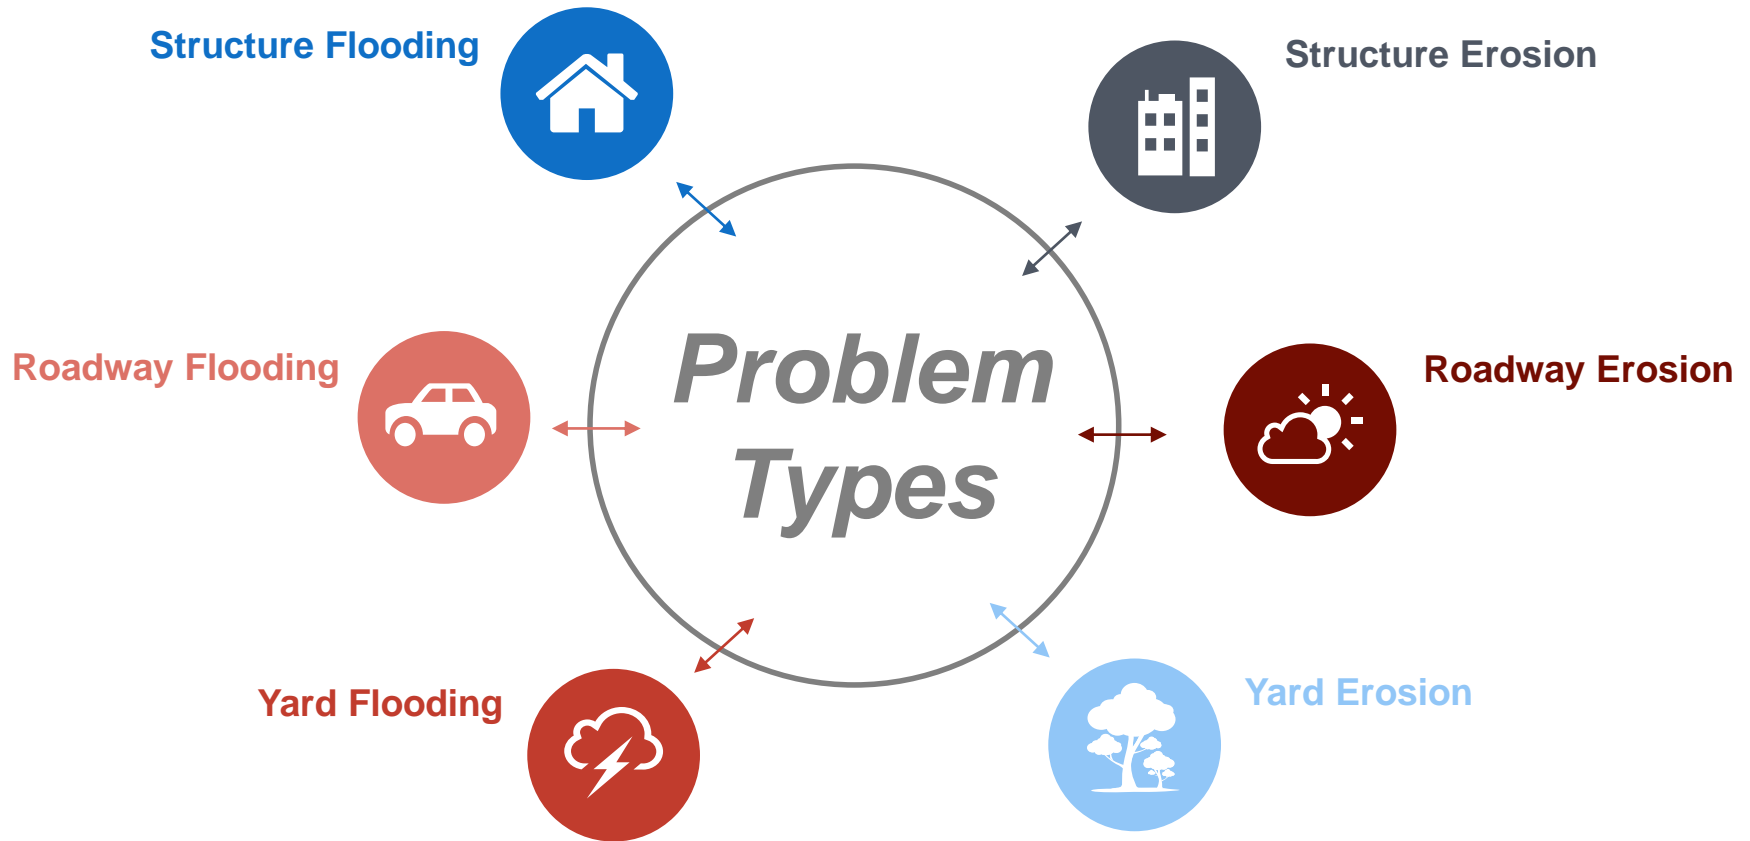 Structure Flooding
Structure Erosion
Problem
Types
Roadway Flooding
Roadway Erosion
Yard Flooding
Yard Erosion